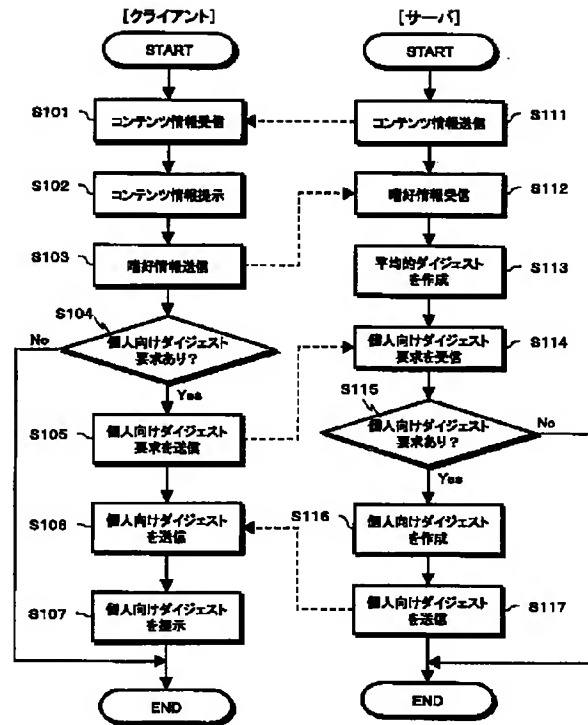 [クライアント]
START
S101
コンテンツ情報受信
S102
コンテンツ情報提示
S103
暗好情報送信
S104
個人向けダイジェスト
要求あり?
No
Yes
S105
個人向けダイジェスト
要求を送信
S106
個人向けダイジェスト
を送信
S107
個人向けダイジェスト
を提示
END
[サーバ]
START
コンテンツ情報送信
S111
暗好情報受信
S112
平均的ダイジェスト
を作成
S113
個人向けダイジェスト
要求を受信
S114
S115
個人向けダイジェスト
要求あり?
No
Yes
S116
個人向けダイジェスト
を作成
個人向けダイジェスト
を送信
S117
END